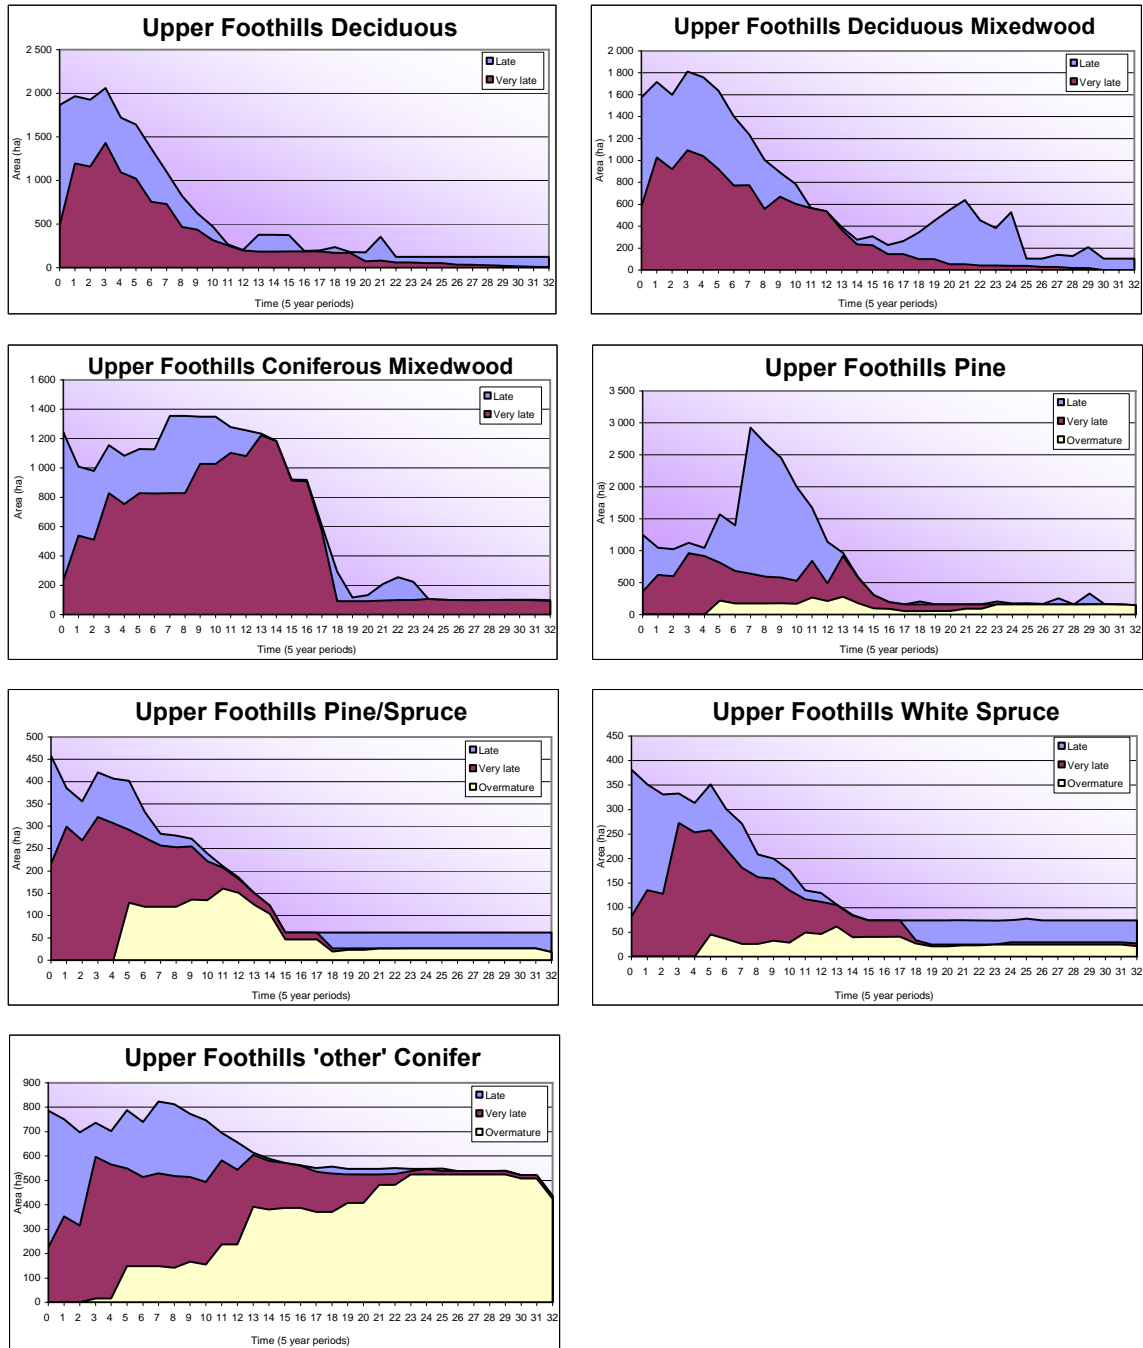 Upper Foothills Deciduous
2 500
2 000
1 500
1 000
500
0
Area (ha)
Late
Very late
0 1 2 3 4 5 6 7 8 9 10 11 12 13 14 15 16 17 18 19 20 21 22 23 24 25 26 27 28 29 30 31 32
Time (5 year periods)
Upper Foothills Deciduous Mixedwood
2 000
1 800
1 600
1 400
1 200
1 000
800
600
400
200
0
Area (ha)
Late
Very late
0 1 2 3 4 5 6 7 8 9 10 11 12 13 14 15 16 17 18 19 20 21 22 23 24 25 26 27 28 29 30 31 32
Time (5 year periods)
Upper Foothills Coniferous Mixedwood
1 600
1 400
1 200
1 000
800
600
400
200
0
Area (ha)
Late
Very late
0 1 2 3 4 5 6 7 8 9 10 11 12 13 14 15 16 17 18 19 20 21 22 23 24 25 26 27 28 29 30 31 32
Time (5 year periods)
Upper Foothills Pine
3 500
3 000
2 500
2 000
1 500
1 000
500
0
Area (ha)
Late
Very late
Overmature
0 1 2 3 4 5 6 7 8 9 10 11 12 13 14 15 16 17 18 19 20 21 22 23 24 25 26 27 28 29 30 31 32
Time (5 year periods)
Upper Foothills Pine/Spruce
500
450
400
350
300
250
200
150
100
50
0
Area (ha)
Late
Very late
Overmature
0 1 2 3 4 5 6 7 8 9 10 11 12 13 14 15 16 17 18 19 20 21 22 23 24 25 26 27 28 29 30 31 32
Time (5 year periods)
Upper Foothills White Spruce
450
400
350
300
250
200
150
100
50
0
Area (ha)
Late
Very late
Overmature
0 1 2 3 4 5 6 7 8 9 10 11 12 13 14 15 16 17 18 19 20 21 22 23 24 25 26 27 28 29 30 31 32
Time (5 year periods)
Upper Foothills 'other' Conifer
900
800
700
600
500
400
300
200
100
0
Area (ha)
Late
Very late
Overmature
0 1 2 3 4 5 6 7 8 9 10 11 12 13 14 15 16 17 18 19 20 21 22 23 24 25 26 27 28 29 30 31 32
Time (5 year periods)